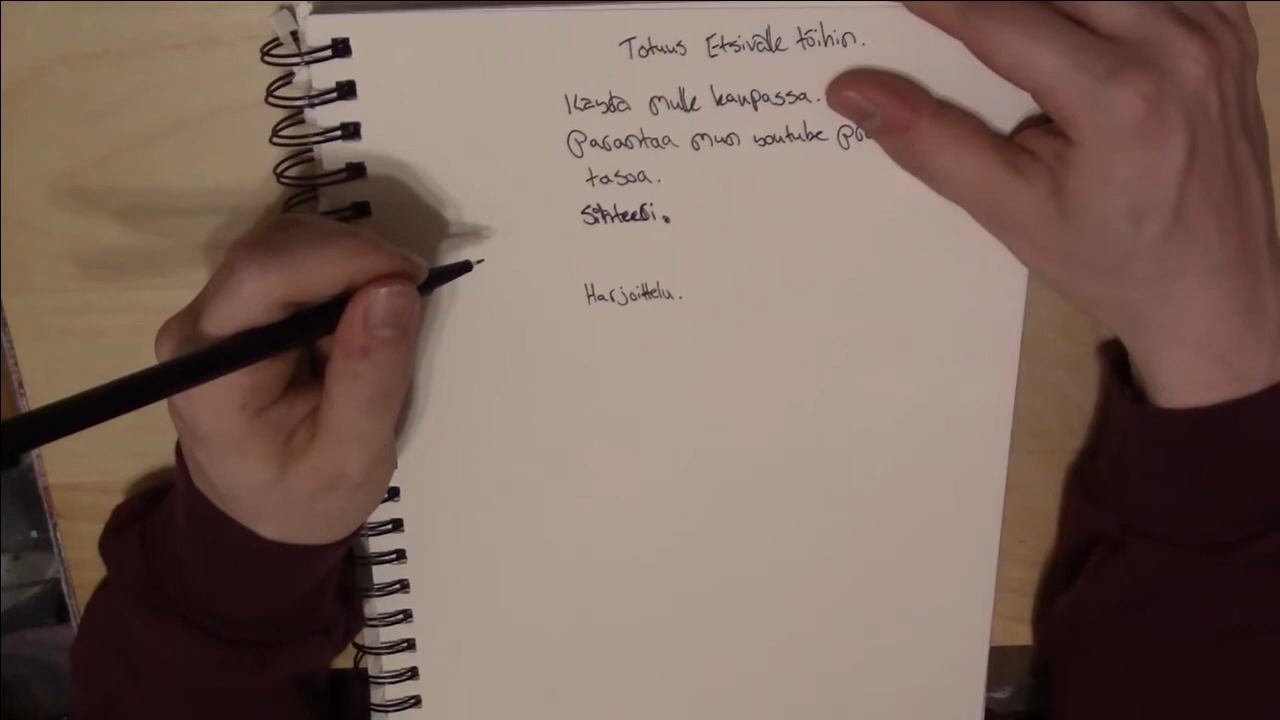 Totuus Etsivälle töihin.
Käydä mulle kaupassa.
Parantaa mun youtube
tasoa.
Sihteeri.
Harjoittelu.